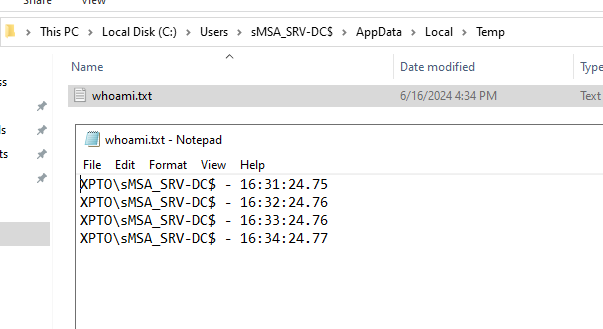 Share View
This PC > Local Disk (C:) > Users > sMSA_SRV-DC$ > AppData > Local > Temp
Name Date modified Type
whoami.txt 6/16/2024 4:34 PM Text
whoami.txt - Notepad
File Edit Format View Help
XPTO\sMSA_SRV-DC$ - 16:31:24.75
XPTO\sMSA_SRV-DC$ - 16:32:24.76
XPTO\sMSA_SRV-DC$ - 16:33:24.76
XPTO\sMSA_SRV-DC$ - 16:34:24.77